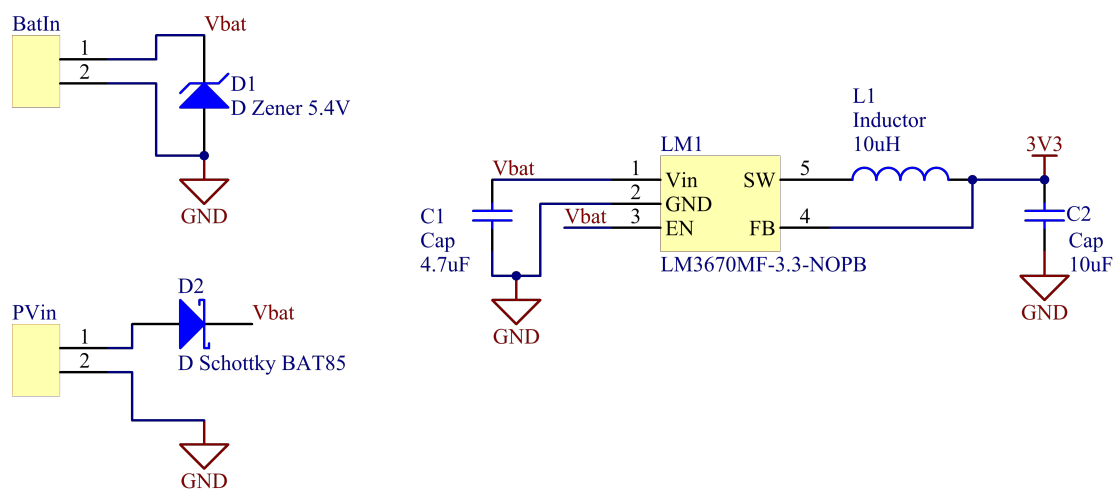 BatIn
1
2
Vbat
D1
D Zener 5.4V
GND
PVin
1
2
D2
Vbat
D Schottky BAT85
GND
Vbat
C1
Cap
4.7uF
Vbat
GND
LM1
1
2
3
Vin
GND
EN
SW
FB
5
4
LM3670MF-3.3-NOPB
L1
Inductor
10uH
3V3
C2
Cap
10uF
GND